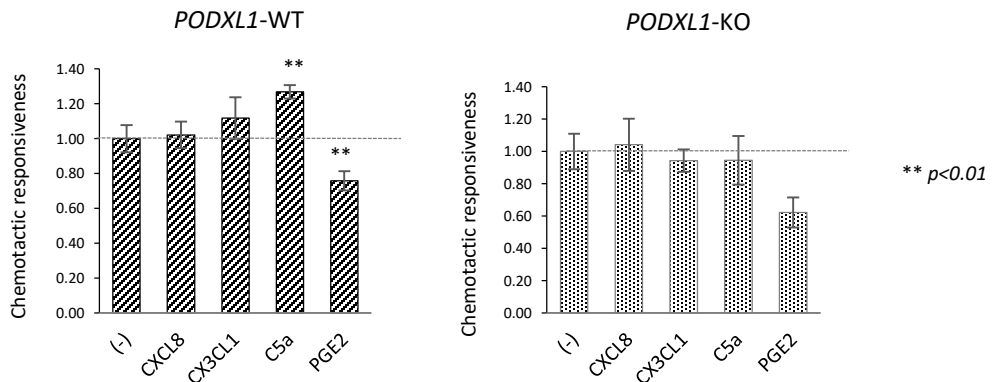 PODXL1-WT
Chemotactic responsiveness
1.40
1.20
1.00
0.80
0.60
0.40
0.20
0.00
**
**
(-)
CXCL8
CX3CL1
C5a
PGE2
PODXL1-KO
Chemotactic responsiveness
1.40
1.20
1.00
0.80
0.60
0.40
0.20
0.00
(-)
CXCL8
CX3CL1
C5a
PGE2
** p<0.01